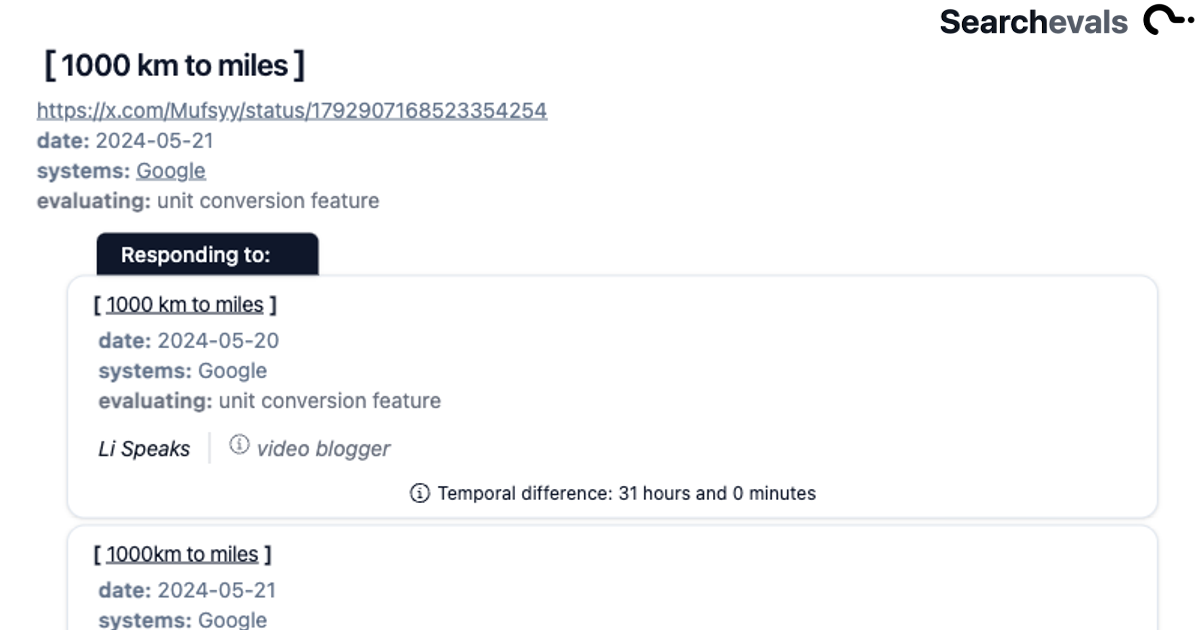 Searchevals
[ 1000 km to miles ]
https://x.com/Mufsyy/status/1792907168523354254
date: 2024-05-21
systems: Google
evaluating: unit conversion feature
Responding to:
[ 1000 km to miles ]
date: 2024-05-20
systems: Google
evaluating: unit conversion feature
Li Speaks
video blogger
Temporal difference: 31 hours and 0 minutes
[ 1000km to miles ]
date: 2024-05-21
systems: Google